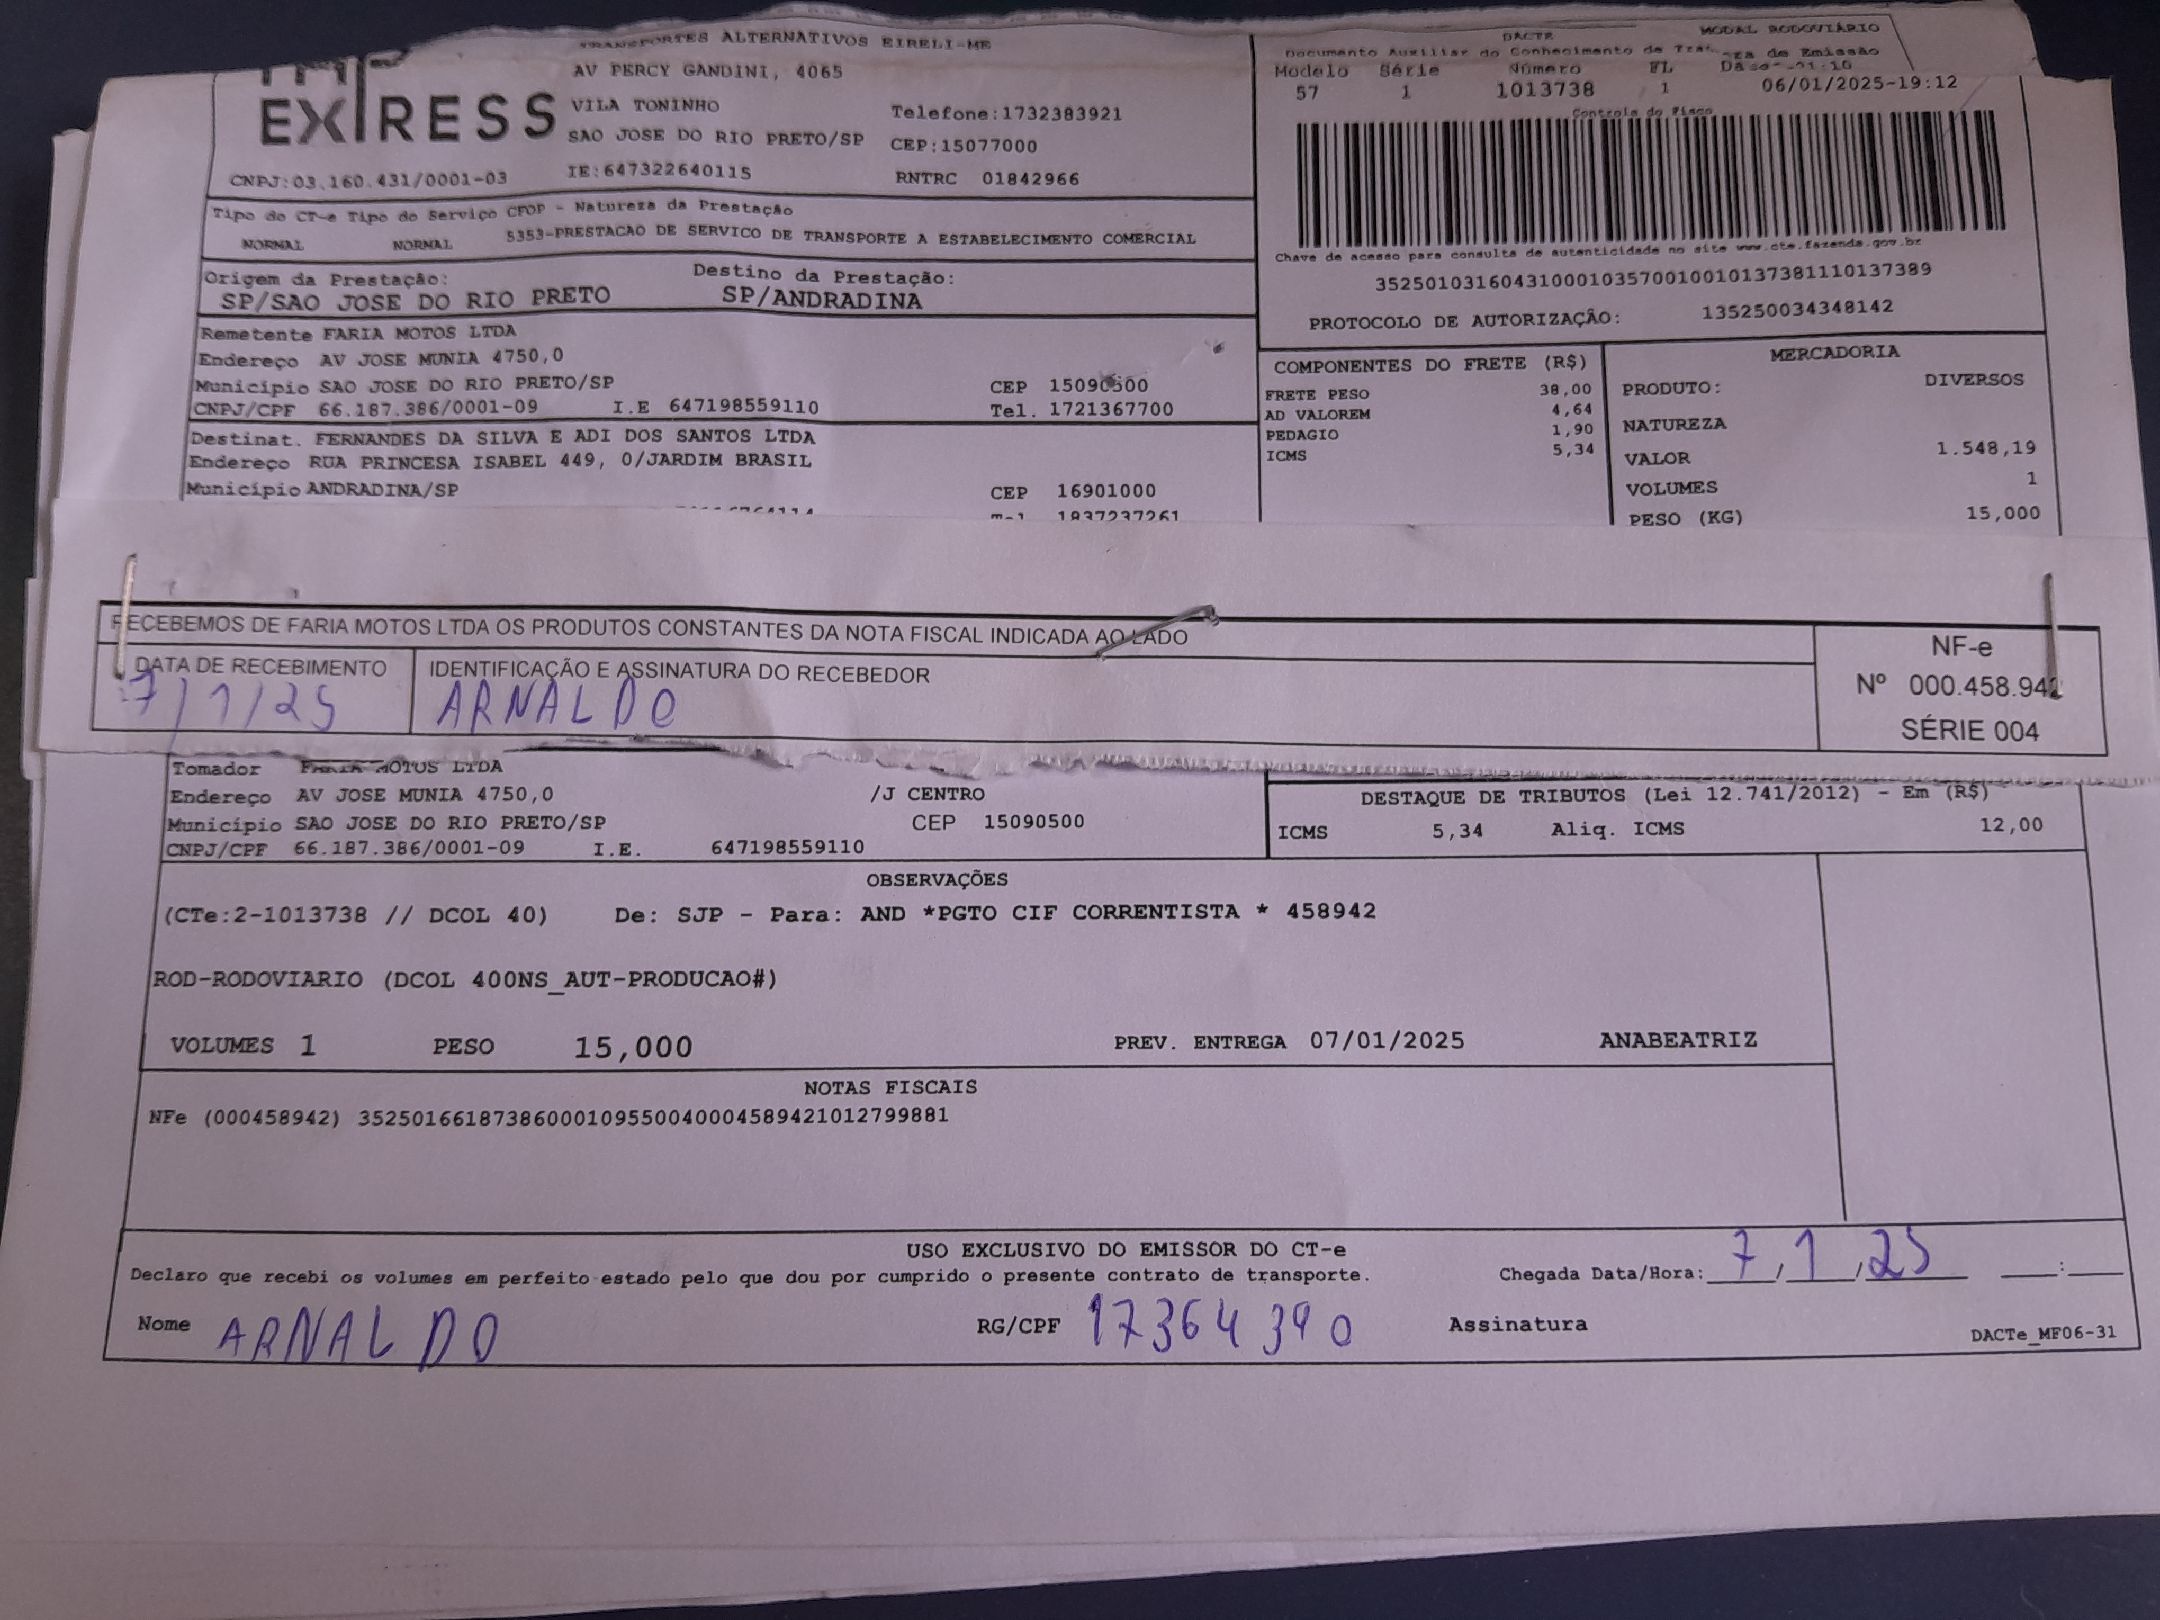 TRANSPORTES ALTERNATIVOS EIRELI-ME
AV PERCY GANDINI, 4065
EXPRESS
VILA TONINHO
Telefone:1732383921
SAO JOSE DO RIO PRETO/SP
CEP:15077000
CNPJ:03.160.431/0001-03
IE:647322640115
RNTRC 01842966
DACTE
MODAL RODOVIÁRIO
Documento Auxiliar do Conhecimento de
de Emissão
Modelo Série Número FL
57 1 1013738 1 06/01/2025-19:12
Controle do Fisco
Chave de acesso para consulta de autenticidade no site www.cte.fazenda.gov.br
35250103160431000103570010010137381110137389
PROTOCOLO DE AUTORIZAÇÃO: 135250034348142
Tipo do CT-e Tipo do Serviço CFOP - Natureza da Prestação
NORMAL NORMAL 5353-PRESTACAO DE SERVICO DE TRANSPORTE A ESTABELECIMENTO COMERCIAL
Origem da Prestação: Destino da Prestação:
SP/SAO JOSE DO RIO PRETO SP/ANDRADINA
Remetente FARIA MOTOS LTDA
Endereço AV JOSE MUNIA 4750,0
Município SAO JOSE DO RIO PRETO/SP CEP 15090500
CNPJ/CPF 66.187.386/0001-09 I.E 647198559110 Tel. 1721367700
Destinat. FERNANDES DA SILVA E ADI DOS SANTOS LTDA
Endereço RUA PRINCESA ISABEL 449, 0/JARDIM BRASIL
Município ANDRADINA/SP CEP 16901000
1837237261
COMPONENTES DO FRETE (R$)
FRETE PESO 38,00
AD VALOREM 4,64
PEDAGIO 1,90
ICMS 5,34
MERCADORIA
PRODUTO: DIVERSOS
NATUREZA
VALOR 1.548,19
VOLUMES 1
PESO (KG) 15,000
RECEBEMOS DE FARIA MOTOS LTDA OS PRODUTOS CONSTANTES DA NOTA FISCAL INDICADA AO LADO
DATA DE RECEBIMENTO
7/1/25
IDENTIFICAÇÃO E ASSINATURA DO RECEBEDOR
ARNALDO
NF-e
Nº 000.458.942
SÉRIE 004
Tomador FARIA MOTOS LTDA
Endereço AV JOSE MUNIA 4750,0 /J CENTRO
Município SAO JOSE DO RIO PRETO/SP CEP 15090500
CNPJ/CPF 66.187.386/0001-09 I.E. 647198559110
DESTAQUE DE TRIBUTOS (Lei 12.741/2012) - Em (R$)
ICMS 5,34 Aliq. ICMS 12,00
OBSERVAÇÕES
(CTe:2-1013738 // DCOL 40) De: SJP - Para: AND *PGTO CIF CORRENTISTA * 458942
ROD-RODOVIARIO (DCOL 400NS_AUT-PRODUCAO#)
VOLUMES 1 PESO 15,000 PREV. ENTREGA 07/01/2025 ANABEATRIZ
NOTAS FISCAIS
NFe (000458942) 35250166187386000109550040004589421012799881
USO EXCLUSIVO DO EMISSOR DO CT-e
Declaro que recebi os volumes em perfeito estado pelo que dou por cumprido o presente contrato de transporte.
Chegada Data/Hora: 7/1/25 __:__
Nome ARNALDO RG/CPF 17364390 Assinatura
DACTe_MF06-31